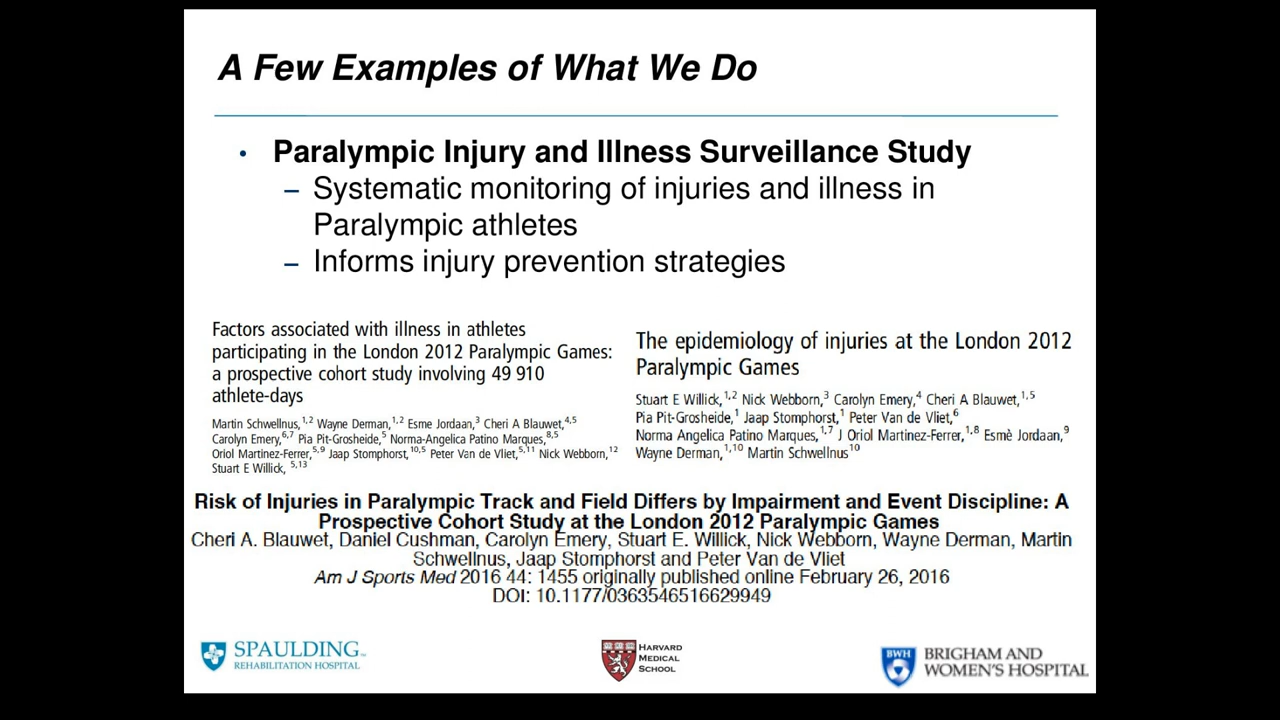 A Few Examples of What We Do
• Paralympic Injury and Illness Surveillance Study
– Systematic monitoring of injuries and illness in
Paralympic athletes
– Informs injury prevention strategies
Factors associated with illness in athletes
participating in the London 2012 Paralympic Games:
a prospective cohort study involving 49 910
athlete-days
Martin Schwellnus,1,2 Wayne Derman,1,2 Esme Jordaan,3 Cheri A Blauwet,4,5
Carolyn Emery,6,7 Pia Pit-Grosheide,5 Norma-Angelica Patino Marques,8,5
Oriol Martinez-Ferrer,5,9 Jaap Stomphorst,10,5 Peter Van de Vliet,5,11 Nick Webborn,12
Stuart E Willick, 5,13
The epidemiology of injuries at the London 2012
Paralympic Games
Stuart E Willick,1,2 Nick Webborn,3 Carolyn Emery,4 Cheri A Blauwet,1,5
Pia Pit-Grosheide,1 Jaap Stomphorst,1 Peter Van de Vliet,6
Norma Angelica Patino Marques,1,7 J Oriol Martinez-Ferrer,1,8 Esmè Jordaan,9
Wayne Derman,1,10 Martin Schwellnus10
Risk of Injuries in Paralympic Track and Field Differs by Impairment and Event Discipline: A
Prospective Cohort Study at the London 2012 Paralympic Games
Cheri A. Blauwet, Daniel Cushman, Carolyn Emery, Stuart E. Willick, Nick Webborn, Wayne Derman, Martin
Schwellnus, Jaap Stomphorst and Peter Van de Vliet
Am J Sports Med 2016 44: 1455 originally published online February 26, 2016
DOI: 10.1177/0363546516629949
SPAULDING
REHABILITATION HOSPITAL
HARVARD
MEDICAL
SCHOOL
BWH
BRIGHAM AND
WOMEN'S HOSPITAL